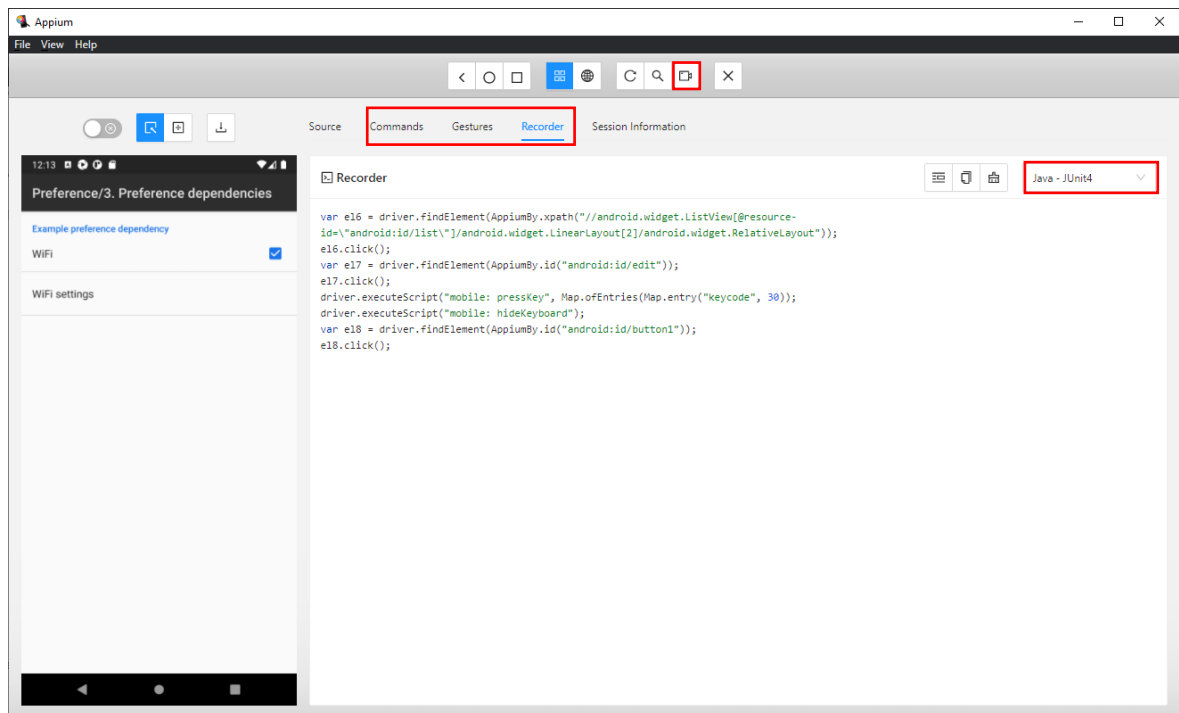 Appium
File View Help
Source Commands Gestures Recorder Session Information
12:13
Preference/3. Preference dependencies
Example preference dependency
WiFi
WiFi settings
Recorder
Java - JUnit4
var el6 = driver.findElement(AppiumBy.xpath("//android.widget.ListView[@resource-
id=\"android:id/list\"]/android.widget.LinearLayout[2]/android.widget.RelativeLayout"));
el6.click();
var el7 = driver.findElement(AppiumBy.id("android:id/edit"));
el7.click();
driver.executeScript("mobile: pressKey", Map.ofEntries(Map.entry("keycode", 30));
driver.executeScript("mobile: hideKeyboard");
var el8 = driver.findElement(AppiumBy.id("android:id/button1"));
el8.click();